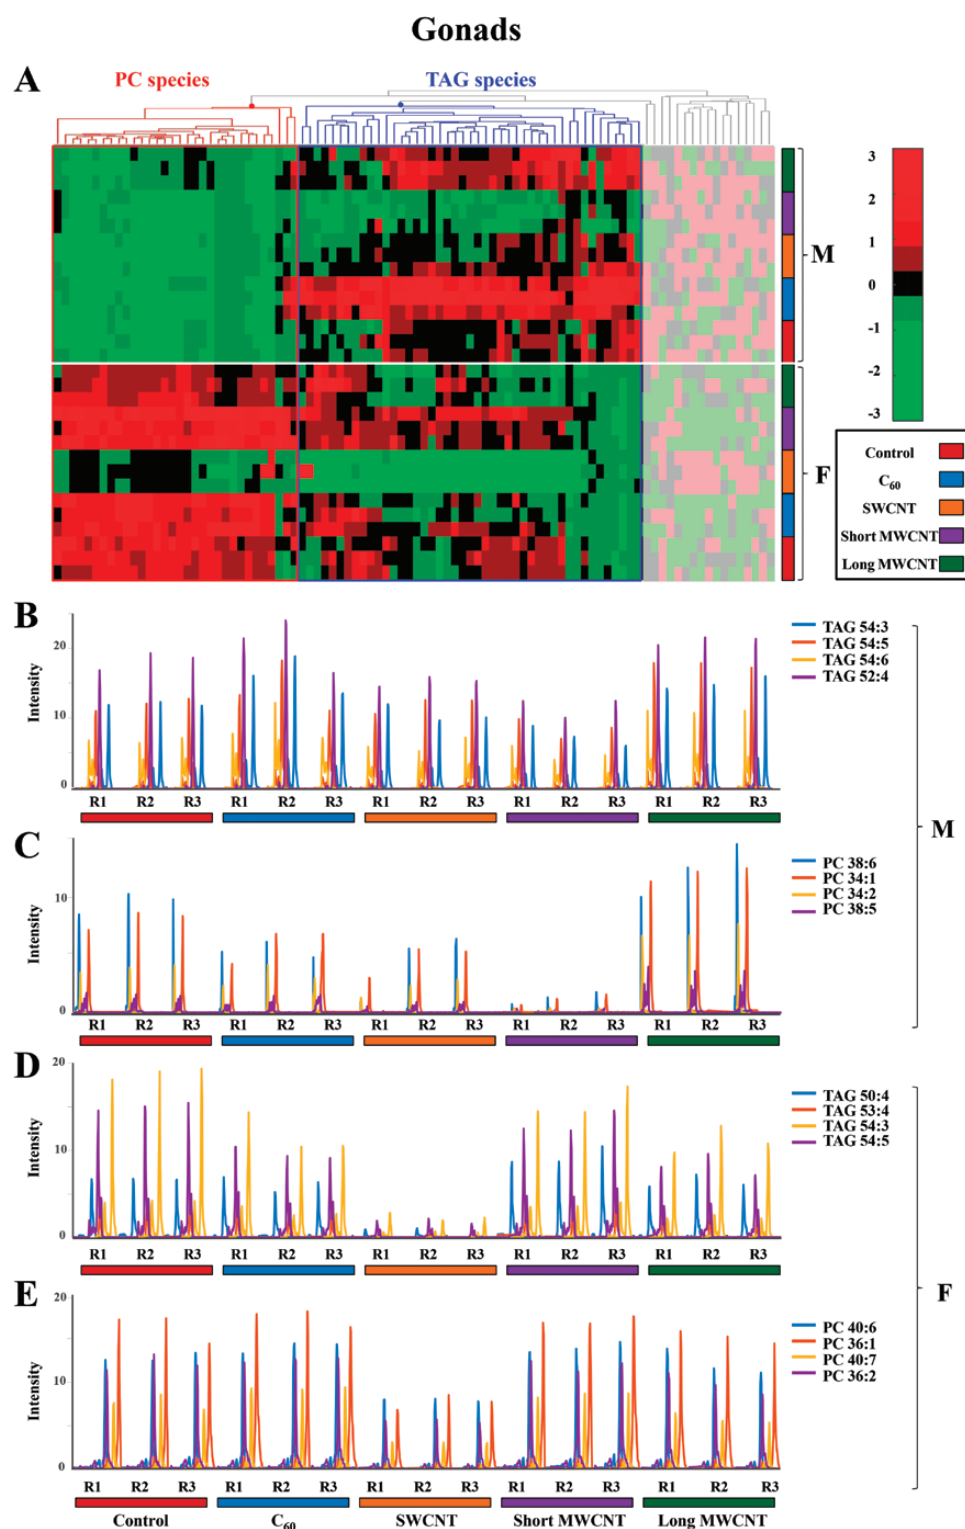 Gonads
A
PC species
TAG species
M
F
3
2
1
0
-1
-2
-3
Control
C60
SWCNT
Short MWCNT
Long MWCNT
B
Intensity
20
10
0
R1 R2 R3 R1 R2 R3 R1 R2 R3 R1 R2 R3 R1 R2 R3
TAG 54:3
TAG 54:5
TAG 54:6
TAG 52:4
C
Intensity
10
0
R1 R2 R3 R1 R2 R3 R1 R2 R3 R1 R2 R3 R1 R2 R3
PC 38:6
PC 34:1
PC 34:2
PC 38:5
M
D
Intensity
20
10
0
R1 R2 R3 R1 R2 R3 R1 R2 R3 R1 R2 R3 R1 R2 R3
TAG 50:4
TAG 53:4
TAG 54:3
TAG 54:5
E
Intensity
20
10
0
R1 R2 R3 R1 R2 R3 R1 R2 R3 R1 R2 R3 R1 R2 R3
PC 40:6
PC 36:1
PC 40:7
PC 36:2
F
Control C60 SWCNT Short MWCNT Long MWCNT